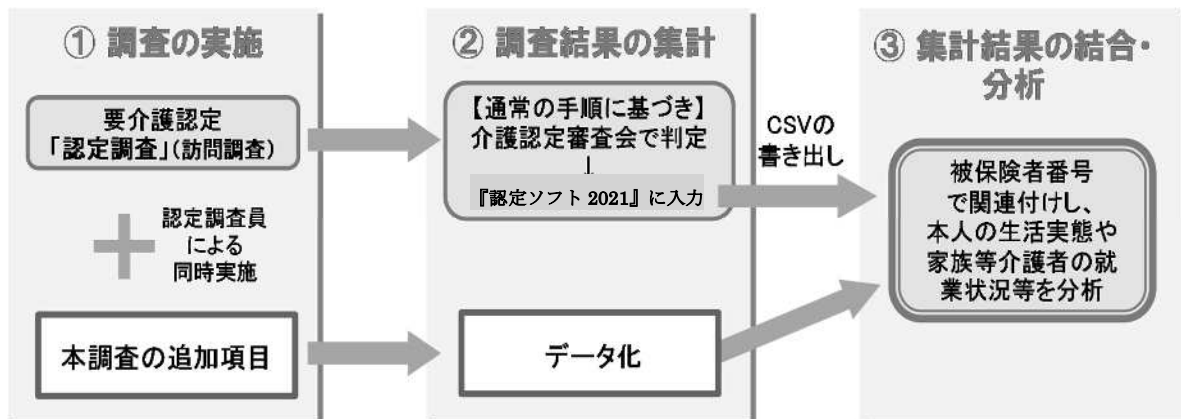 ① 調査の実施
要介護認定
「認定調査」(訪問調査)
認定調査員
による
同時実施
本調査の追加項目
② 調査結果の集計
【通常の手順に基づき】
介護認定審査会で判定
↓
『認定ソフト 2021』に入力
データ化
CSVの
書き出し
③ 集計結果の結合・
分析
被保険者番号
で関連付けし、
本人の生活実態や
家族等介護者の就
業状況等を分析